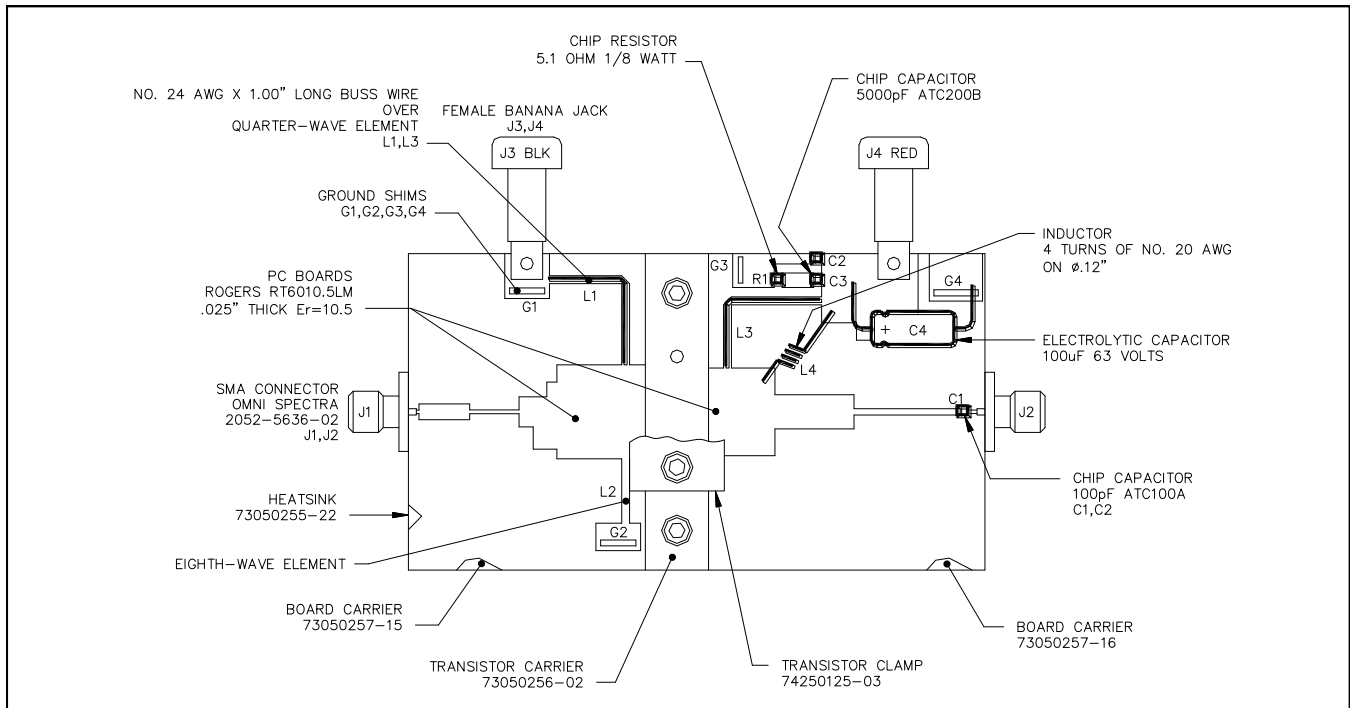 CHIP RESISTOR
5.1 OHM 1/8 WATT
CHIP CAPACITOR
5000pF ATC200B
NO. 24 AWG X 1.00" LONG BUSS WIRE
OVER
QUARTER-WAVE ELEMENT
L1,L3
FEMALE BANANA JACK
J3,J4
J3 BLK
J4 RED
GROUND SHIMS
G1,G2,G3,G4
INDUCTOR
4 TURNS OF NO. 20 AWG
ON ø.12"
PC BOARDS
ROGERS RT6010.5LM
.025" THICK Er=10.5
G3
C2
R1
C3
G4
G1
L1
L3
+
C4
L4
ELECTROLYTIC CAPACITOR
100uF 63 VOLTS
SMA CONNECTOR
OMNI SPECTRA
2052-5636-02
J1,J2
J1
C1
J2
CHIP CAPACITOR
100pF ATC100A
C1,C2
HEATSINK
73050255-22
L2
G2
EIGHTH-WAVE ELEMENT
BOARD CARRIER
73050257-15
BOARD CARRIER
73050257-16
TRANSISTOR CARRIER
73050256-02
TRANSISTOR CLAMP
74250125-03